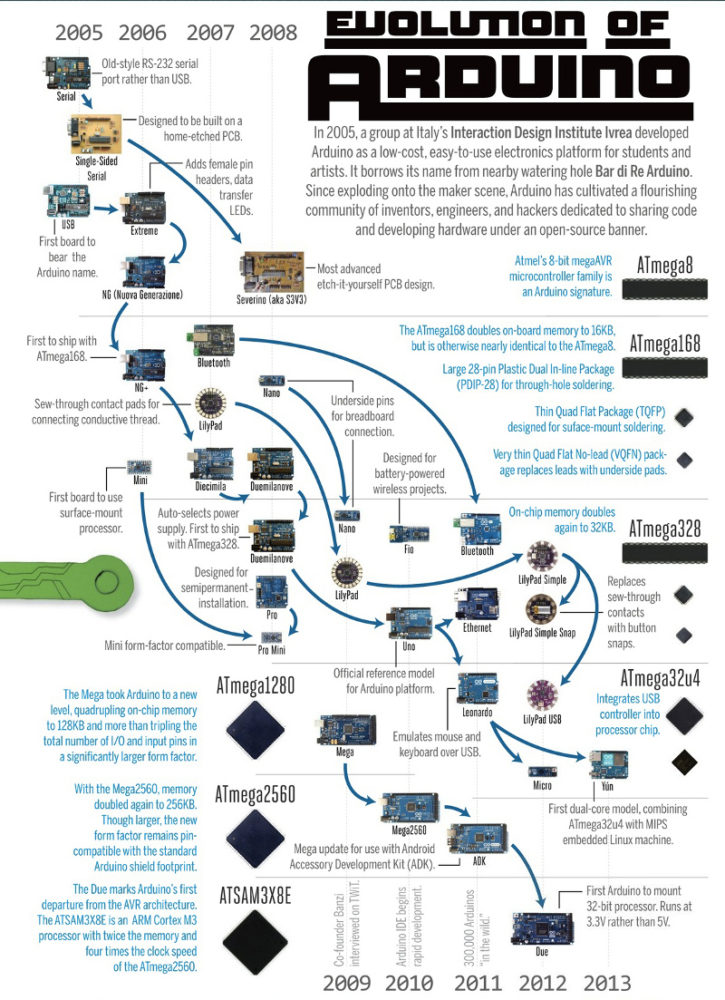 EVOLUTION OF
ARDUINO
2005 2006 2007 2008
In 2005, a group at Italy's Interaction Design Institute Ivrea developed
Arduino as a low-cost, easy-to-use electronics platform for students and
artists. It borrows its name from nearby watering hole Bar di Re Arduino.
Since exploding onto the maker scene, Arduino has cultivated a flourishing
community of inventors, engineers, and hackers dedicated to sharing code
and developing hardware under an open-source banner.
Old-style RS-232 serial
port rather than USB.
Serial
Designed to be built on a
home-etched PCB.
Single-Sided
Serial
Adds female pin
headers, data
transfer
LEDs.
USB
Extreme
First board to
bear the
Arduino name.
NG (Nuova Generazione)
Severino (aka S3V3)
Most advanced
etch-it-yourself PCB design.
Atmel's 8-bit megaAVR
microcontroller family is
an Arduino signature.
ATmega8
First to ship with
ATmega168.
NG+
Bluetooth
The ATmega168 doubles on-board memory to 16KB,
but is otherwise nearly identical to the ATmega8.
ATmega168
Large 28-pin Plastic Dual In-line Package
(PDIP-28) for through-hole soldering.
Thin Quad Flat Package (TQFP)
designed for suface-mount soldering.
Very thin Quad Flat No-lead (VQFN) pack-
age replaces leads with underside pads.
Sew-through contact pads for
connecting conductive thread.
LilyPad
Nano
Underside pins
for breadboard
connection.
Mini
Diecimila
Duemilanove
First board to use
surface-mount
processor.
Designed for
battery-powered
wireless projects.
Auto-selects power
supply. First to ship
with ATmega328.
Duemilanove
Nano
Fio
Bluetooth
On-chip memory doubles
again to 32KB.
ATmega328
LilyPad
LilyPad Simple
Designed for
semipermanent
installation.
Pro
Replaces
sew-through
contacts
with button
snaps.
LilyPad Simple Snap
Ethernet
Uno
Mini form-factor compatible.
Pro Mini
Official reference model
for Arduino platform.
ATmega32u4
Integrates USB
controller into
processor chip.
Leonardo
LilyPad USB
Emulates mouse and
keyboard over USB.
Micro
Yún
First dual-core model, combining
ATmega32u4 with MIPS
embedded Linux machine.
ATmega1280
The Mega took Arduino to a new
level, quadrupling on-chip memory
to 128KB and more than tripling the
total number of I/O and input pins in
a significantly larger form factor.
Mega
ATmega2560
With the Mega2560, memory
doubled again to 256KB.
Though larger, the new
form factor remains pin-
compatible with the standard
Arduino shield footprint.
Mega2560
Mega update for use with Android
Accessory Development Kit (ADK).
ADK
ATSAM3X8E
The Due marks Arduino's first
departure from the AVR architecture.
The ATSAM3X8E is an ARM Cortex M3
processor with twice the memory and
four times the clock speed
of the ATmega2560.
First Arduino to mount
32-bit processor. Runs at
3.3V rather than 5V.
Due
Co-founder Banzi
interviewed on TWiT.
Arduino IDE begins
rapid development.
300,000 Arduinos
"in the wild."
2009 2010 2011 2012 2013